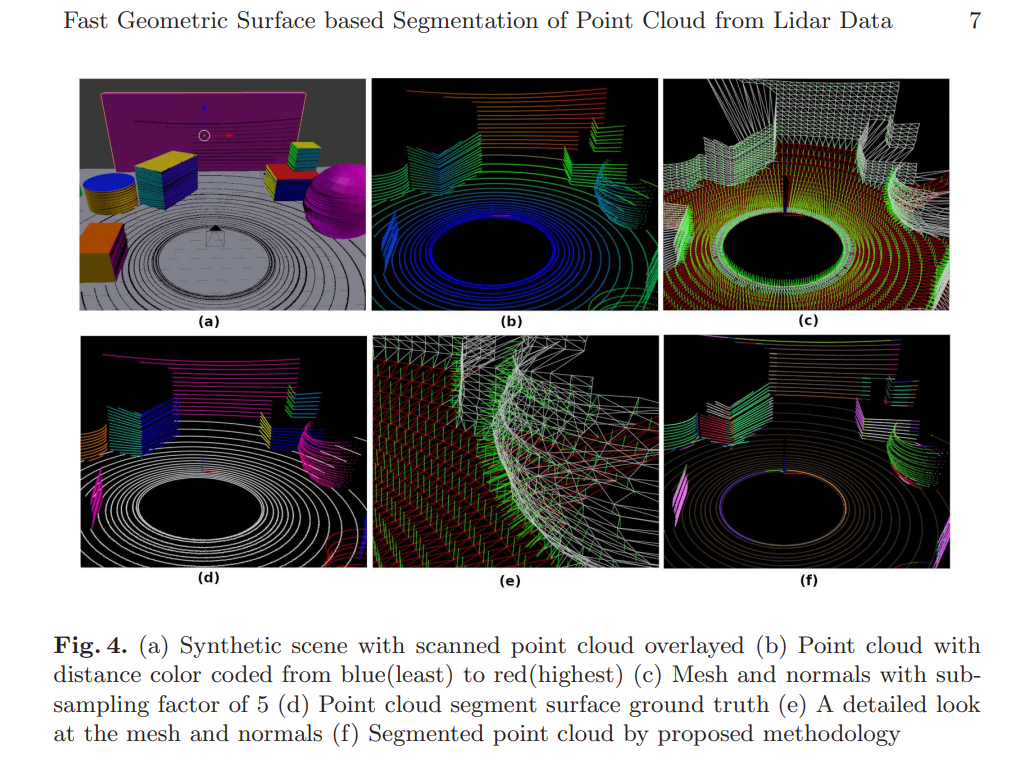 Fast Geometric Surface based Segmentation of Point Cloud from Lidar Data 7
(a) (b) (c)
(d) (e) (f)
Fig. 4. (a) Synthetic scene with scanned point cloud overlayed (b) Point cloud with
distance color coded from blue(least) to red(highest) (c) Mesh and normals with sub-
sampling factor of 5 (d) Point cloud segment surface ground truth (e) A detailed look
at the mesh and normals (f) Segmented point cloud by proposed methodology